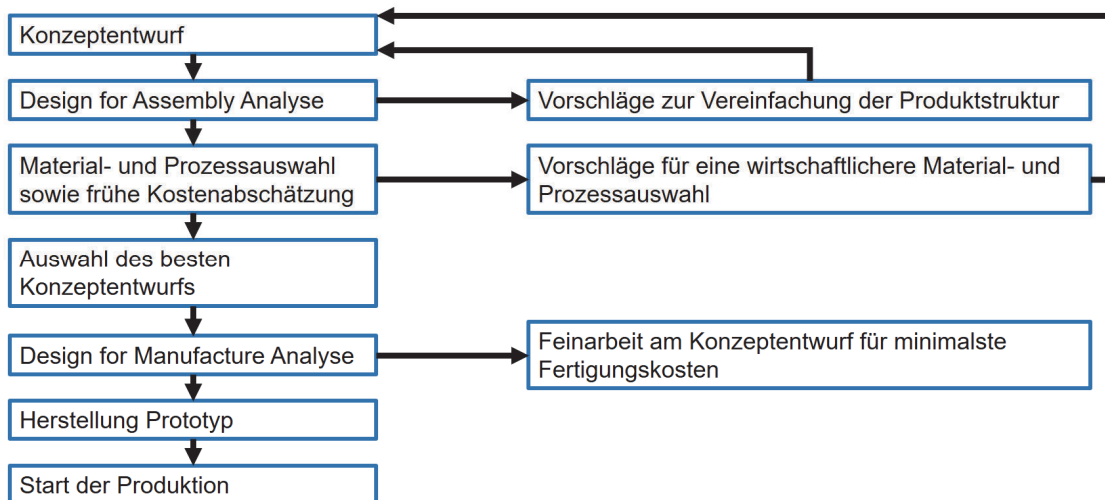 Konzeptentwurf
Design for Assembly Analyse
Vorschläge zur Vereinfachung der Produktstruktur
Material- und Prozessauswahl
sowie frühe Kostenabschätzung
Vorschläge für eine wirtschaftlichere Material- und
Prozessauswahl
Auswahl des besten
Konzeptentwurfs
Design for Manufacture Analyse
Feinarbeit am Konzeptentwurf für minimalste
Fertigungskosten
Herstellung Prototyp
Start der Produktion